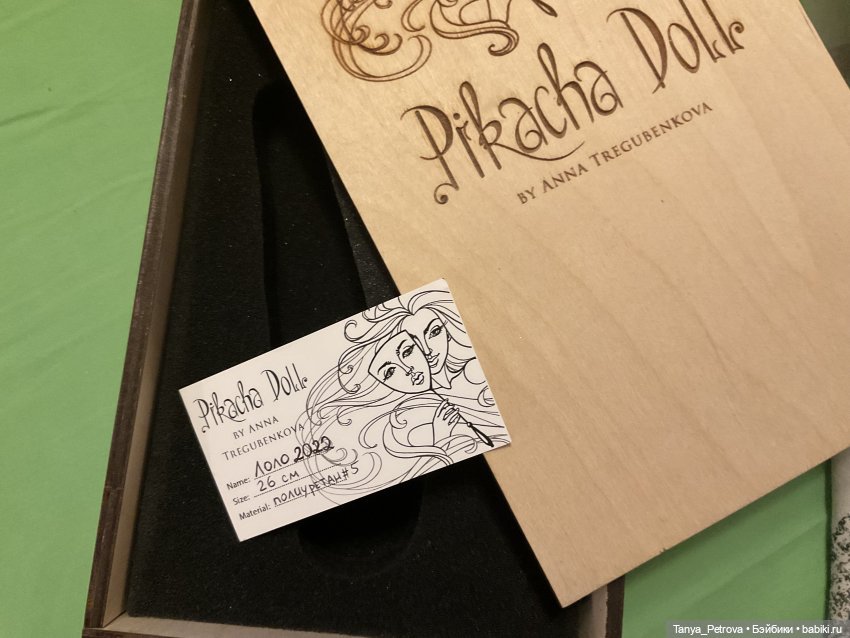 Pikacha Doll
BY ANNA TREGUBENKOVA
Pikacha Doll
BY ANNA
TREGUBENKOVA
Name: Лоло 2022
Size: 26 см
Material: полиуретан#5
Tanya_Petrova • Бэйбики • babiki.ru